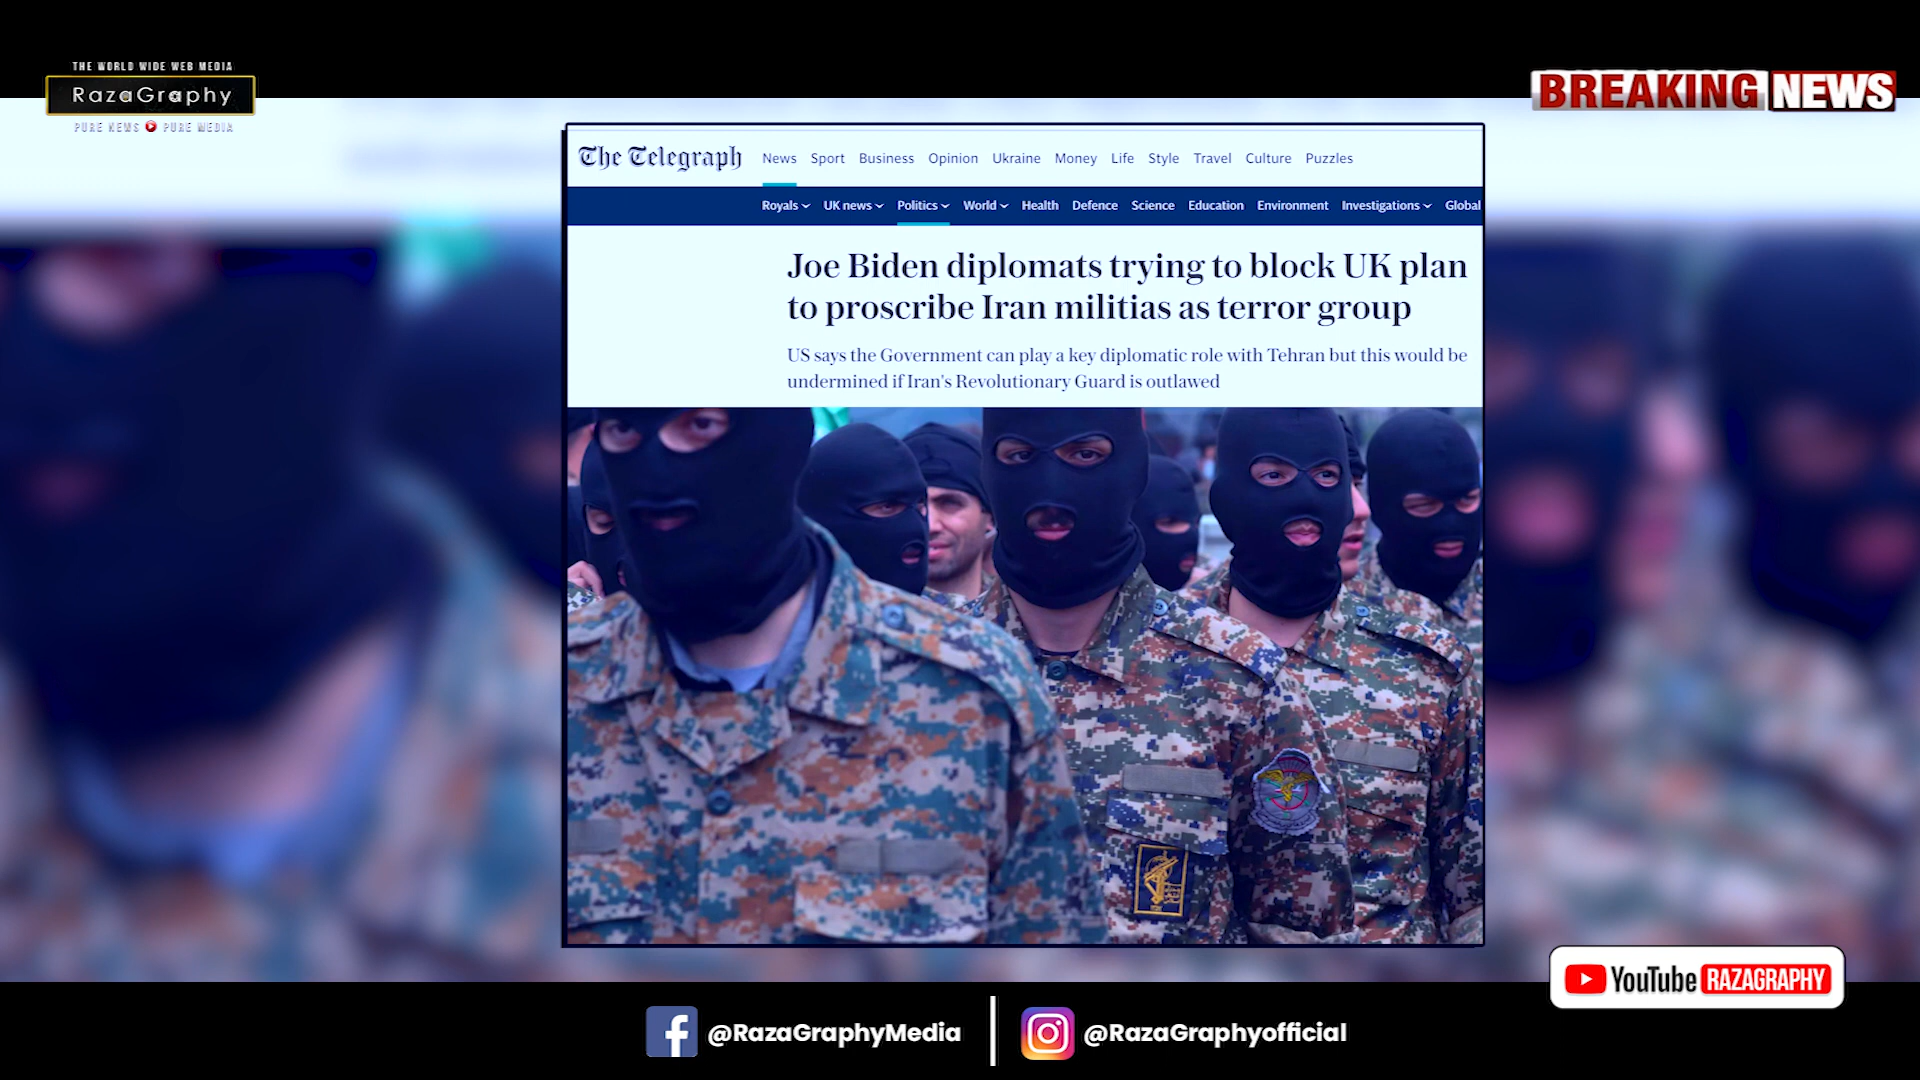 THE WORLD WIDE WEB MEDIA
RazaGraphy
PURE NEWS PURE MEDIA
BREAKING NEWS
The Telegraph
News Sport Business Opinion Ukraine Money Life Style Travel Culture Puzzles
Royals UK news Politics World Health Defence Science Education Environment Investigations Global
Joe Biden diplomats trying to block UK plan
to proscribe Iran militias as terror group
US says the Government can play a key diplomatic role with Tehran but this would be
undermined if Iran's Revolutionary Guard is outlawed
YouTube RAZAGRAPHY
@RazaGraphyMedia
@RazaGraphyofficial